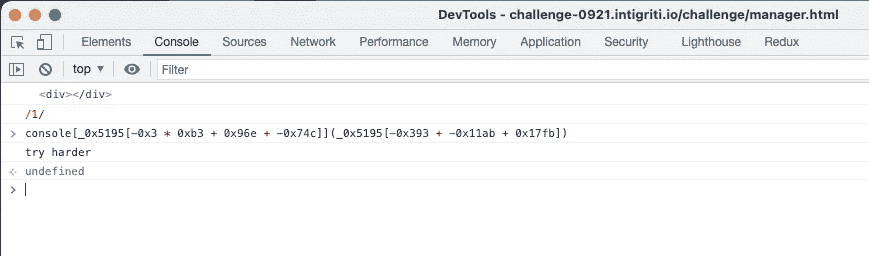 DevTools - challenge-0921.intigriti.io/challenge/manager.html
Elements Console Sources Network Performance Memory Application Security Lighthouse Redux
top ▼ Filter
<div></div>
/1/
> console[_0x5195[-0x3 * 0xb3 + 0x96e + -0x74c]](_0x5195[-0x393 + -0x11ab + 0x17fb])
try harder
undefined
>